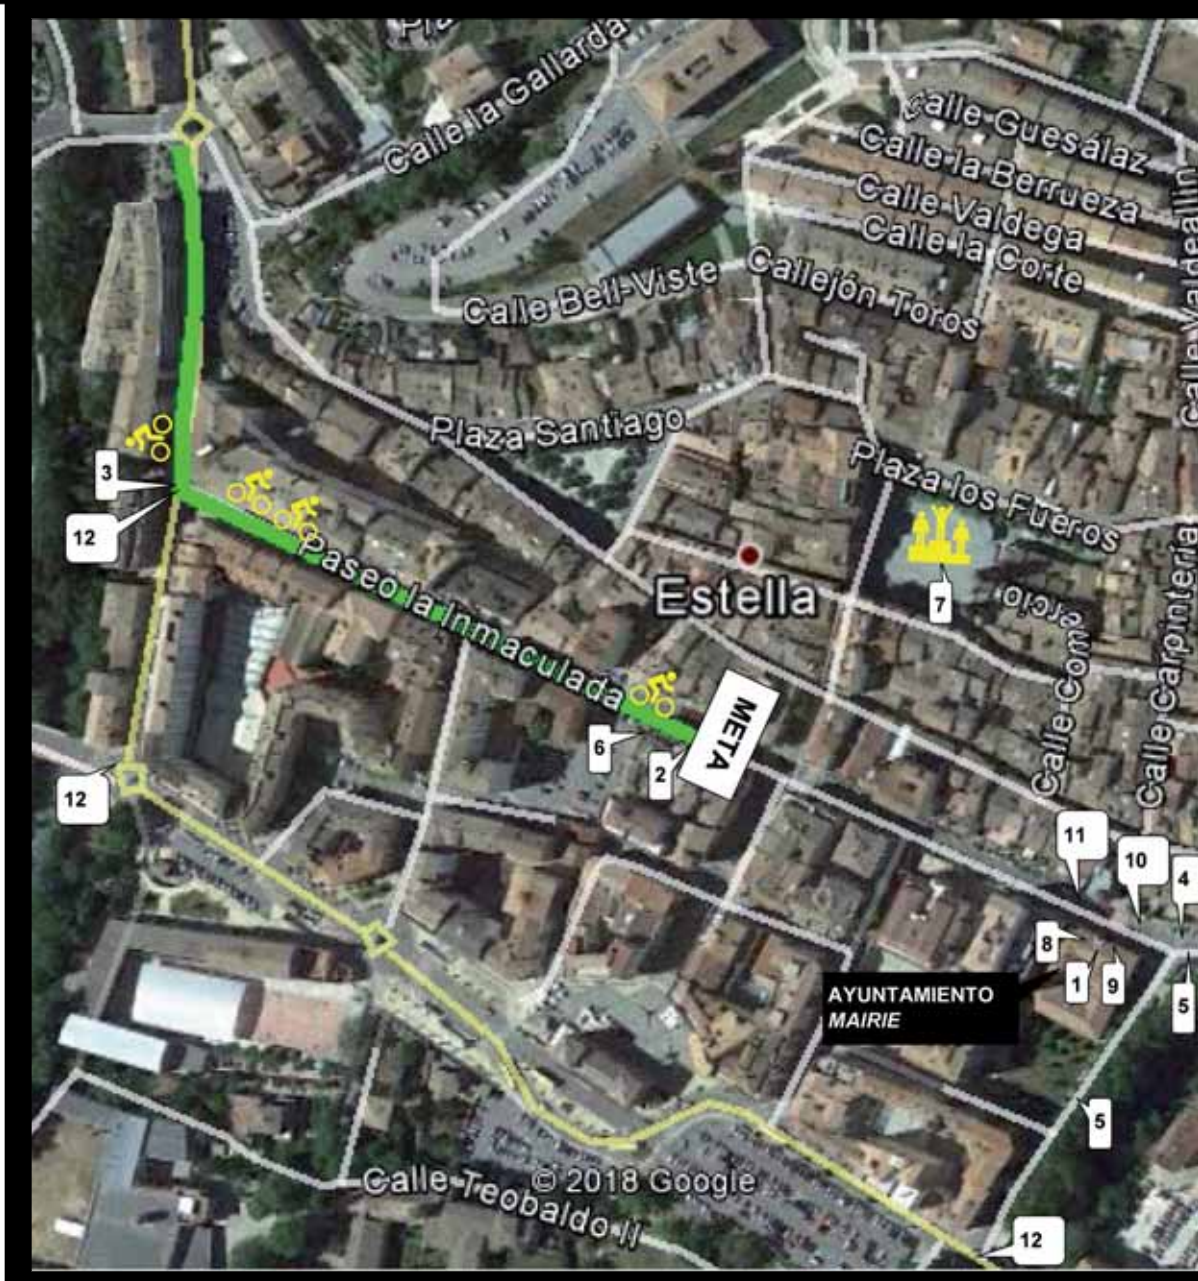 Calle la Gallarda
Calle Guesálaz
Calle la Berrueza
Calle Valdega
Calle la Corte
Calle Bell-Viste
Callejón Toros
Calle Valdeallin
Plaza Santiago
Plaza los Fueros
3
12
Paseo la Inmaculada
Estella
7
Calle Comercio
Calle Carpintería
META
6
2
12
11
10
4
8
1
9
5
AYUNTAMIENTO
MAIRIE
5
© 2018 Google
Calle Teobaldo II
12